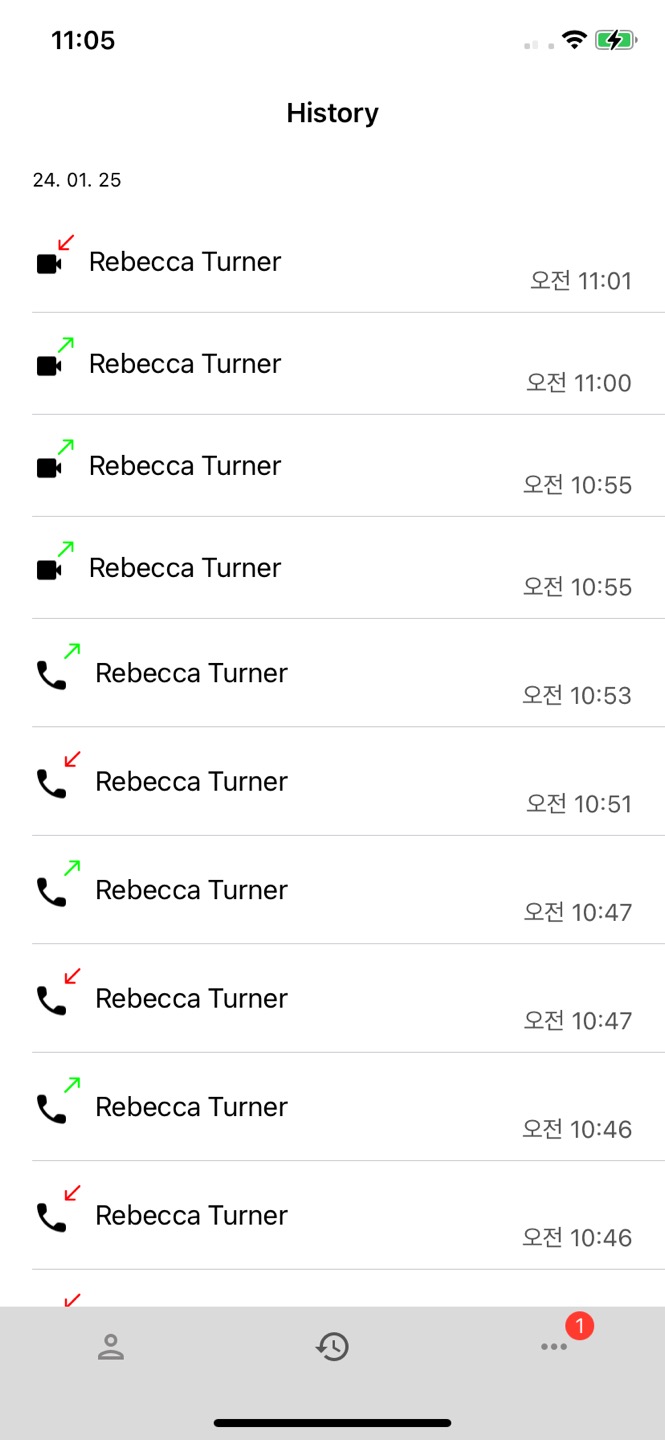 11:05
History
24. 01. 25
Rebecca Turner
오전 11:01
Rebecca Turner
오전 11:00
Rebecca Turner
오전 10:55
Rebecca Turner
오전 10:55
Rebecca Turner
오전 10:53
Rebecca Turner
오전 10:51
Rebecca Turner
오전 10:47
Rebecca Turner
오전 10:47
Rebecca Turner
오전 10:46
Rebecca Turner
오전 10:46
1